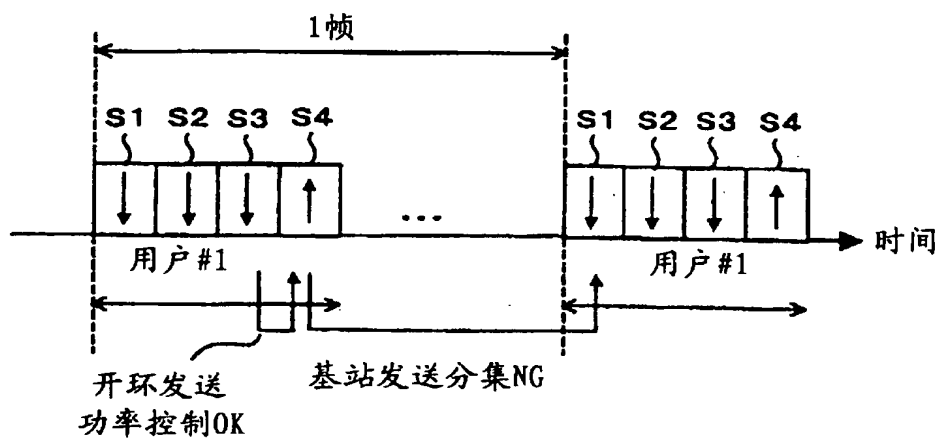 1帧
S1 S2 S3 S4
S1 S2 S3 S4
...
时间
用户#1
用户#1
开环发送
功率控制OK
基站发送分集NG